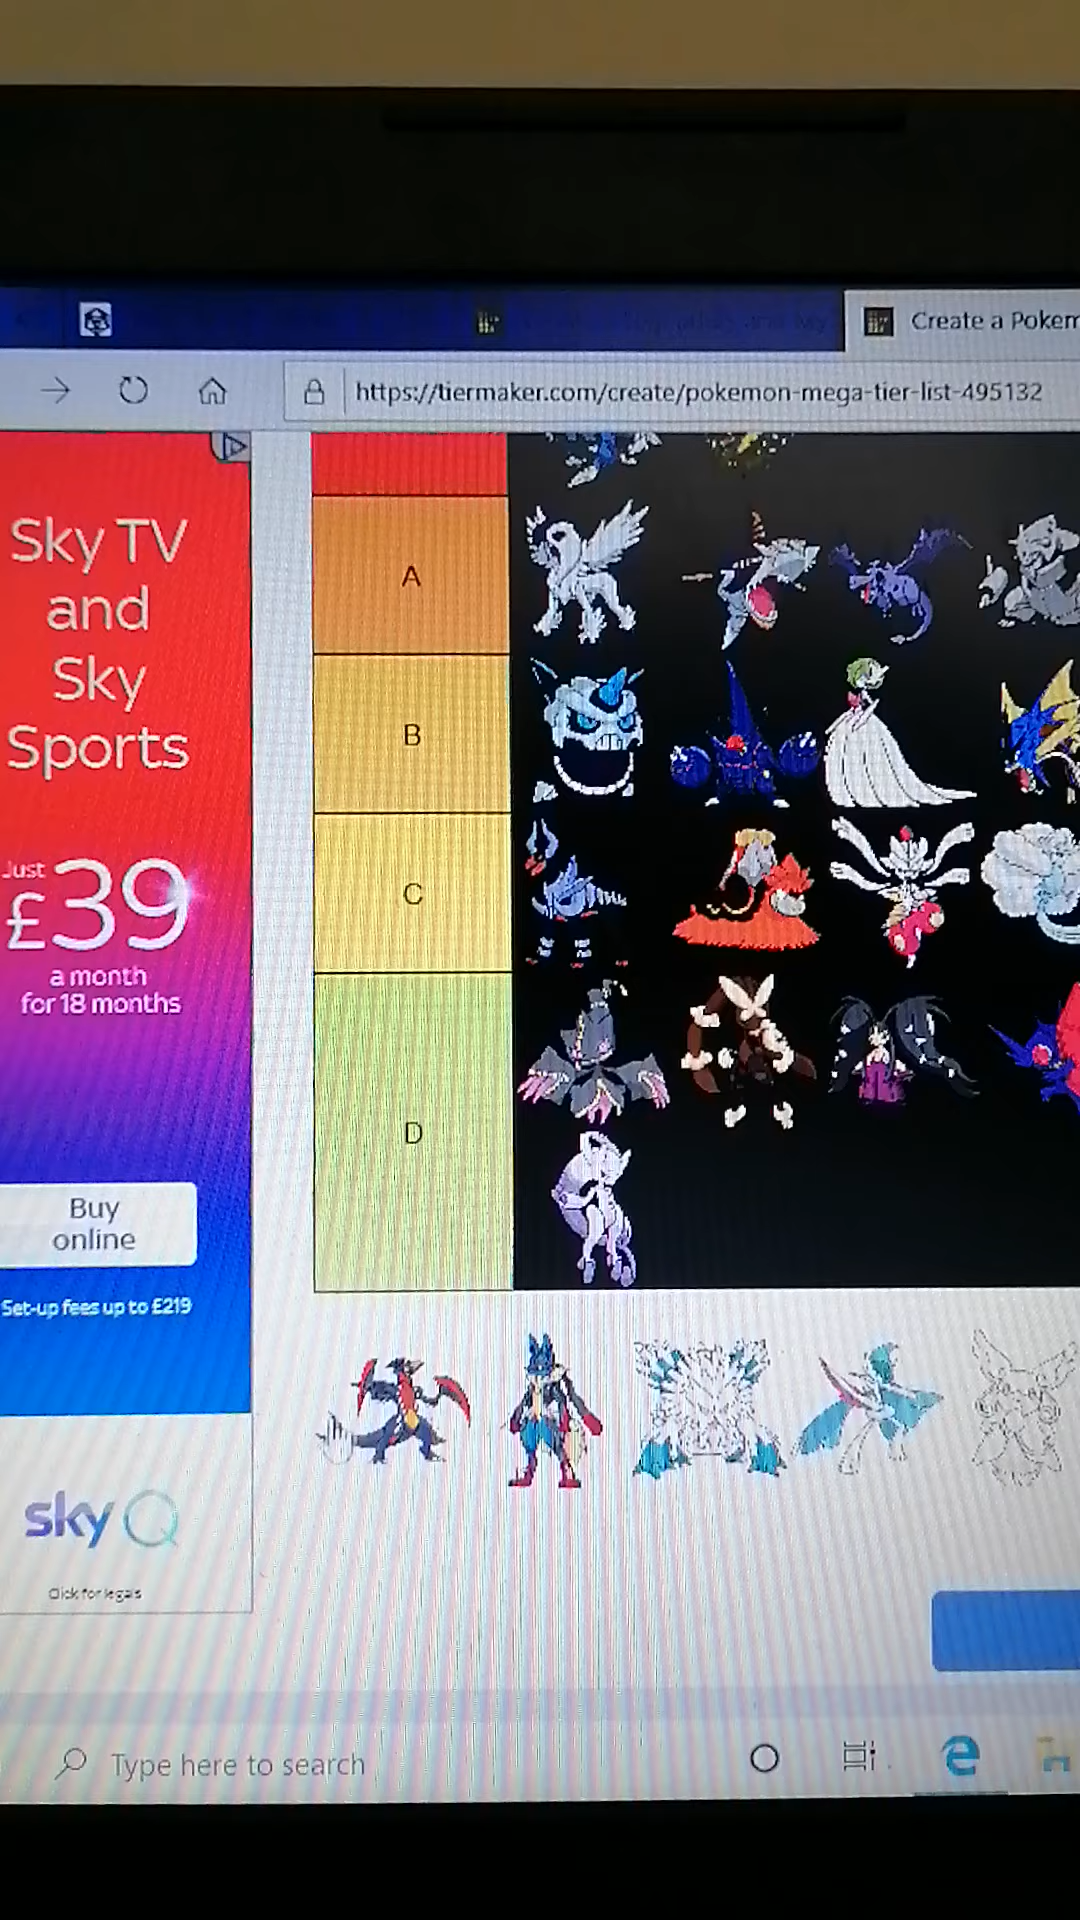 Create a Pokem
https://tiermaker.com/create/pokemon-mega-tier-list-495132
Sky TV
and
Sky
Sports
Just
£39
a month
for 18 months
Buy
online
Set-up fees up to £219
sky Q
Click for legals
A
B
C
D
Type here to search